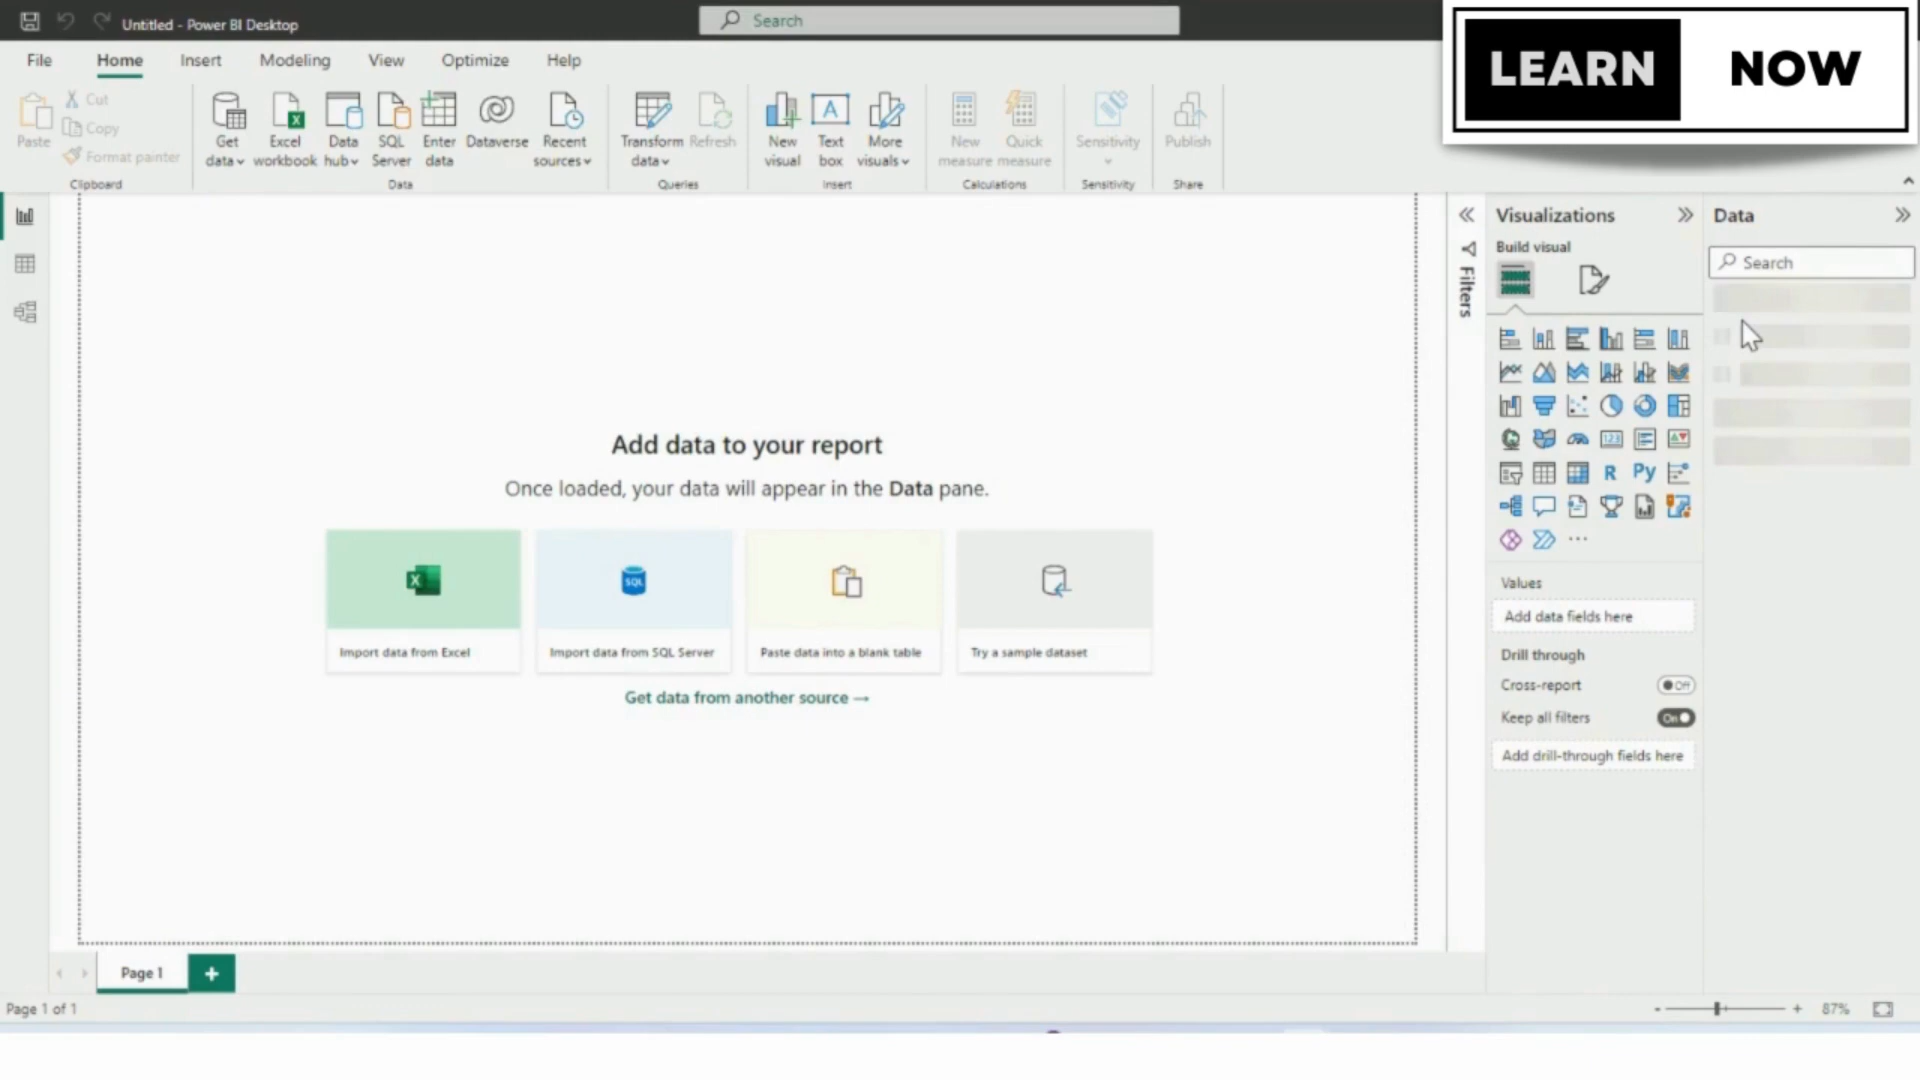 Untitled - Power BI Desktop
Search
LEARN NOW
File Home Insert Modeling View Optimize Help
Paste
Cut
Copy
Format painter
Clipboard
Get data
Excel workbook
Data hub
SQL Server
Enter data
Dataverse
Recent sources
Data
Transform data
Refresh
Queries
New visual
Text box
More visuals
Insert
New measure
Quick measure
Calculations
Sensitivity
Sensitivity
Publish
Share
Filters
Visualizations
Build visual
123
R
Py
Values
Add data fields here
Drill through
Cross-report
Off
Keep all filters
On
Add drill-through fields here
Data
Search
Add data to your report
Once loaded, your data will appear in the Data pane.
X
SQL
Import data from Excel
Import data from SQL Server
Paste data into a blank table
Try a sample dataset
Get data from another source →
Page 1
+
Page 1 of 1
- + 87%